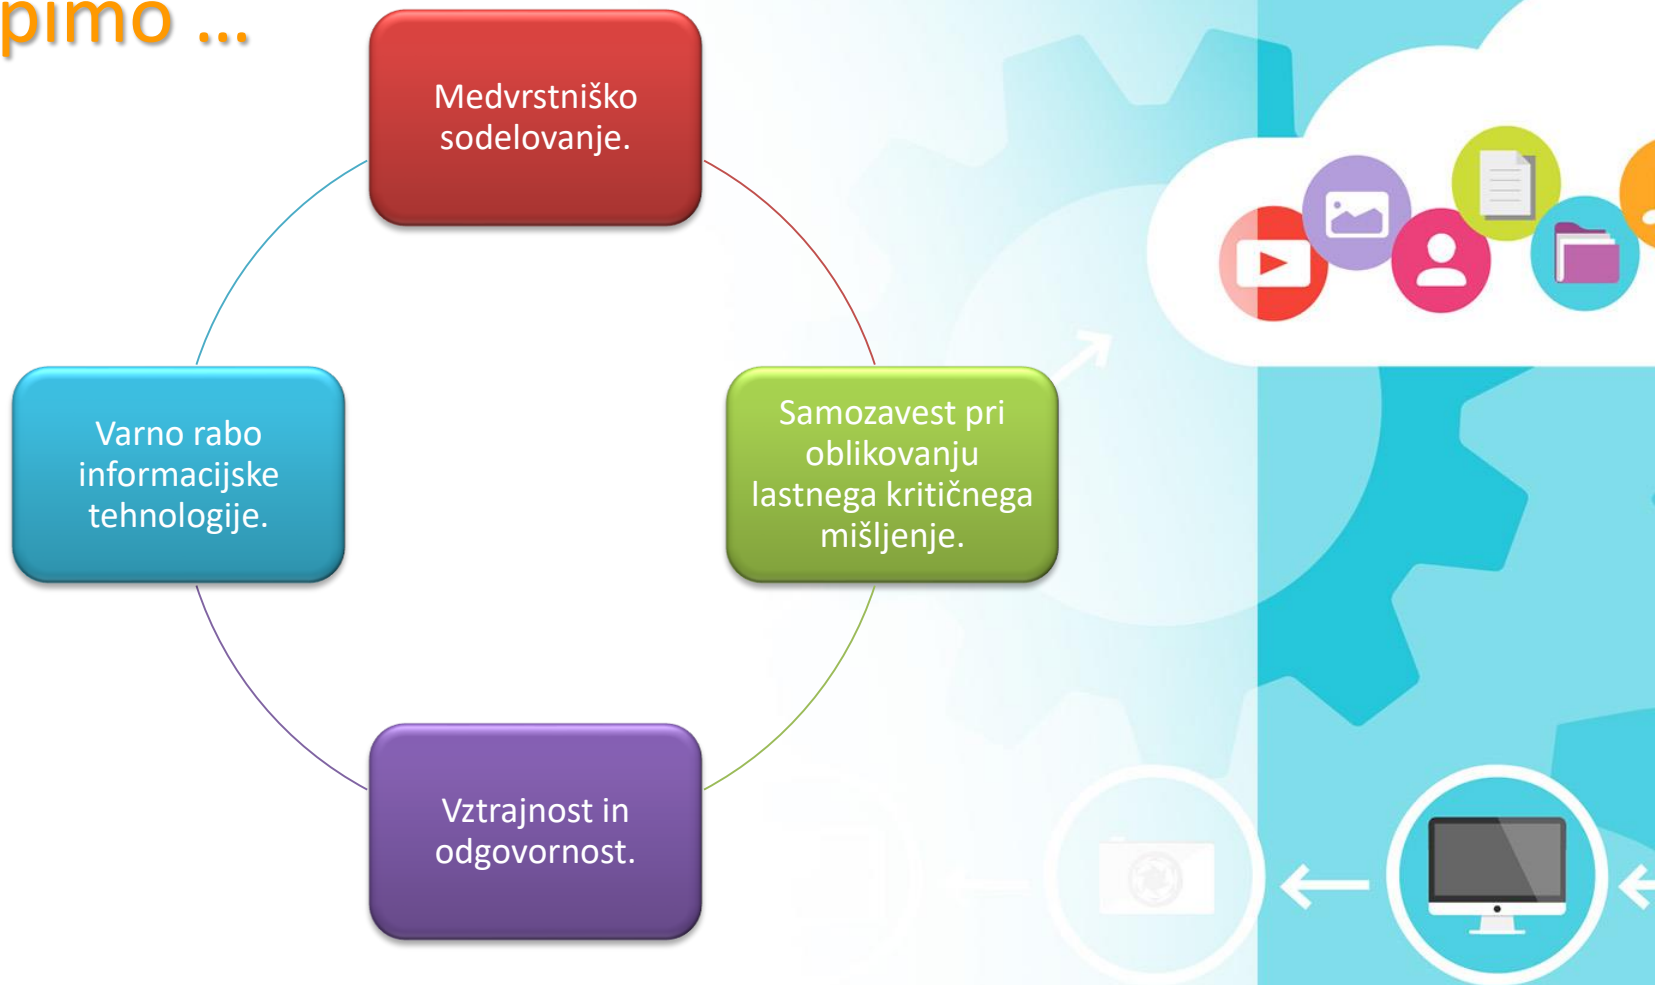 pimo ...
Medvrstniško
sodelovanje.
Samozavest pri
oblikovanju
lastnega kritičnega
mišljenje.
Vztrajnost in
odgovornost.
Varno rabo
informacijske
tehnologije.